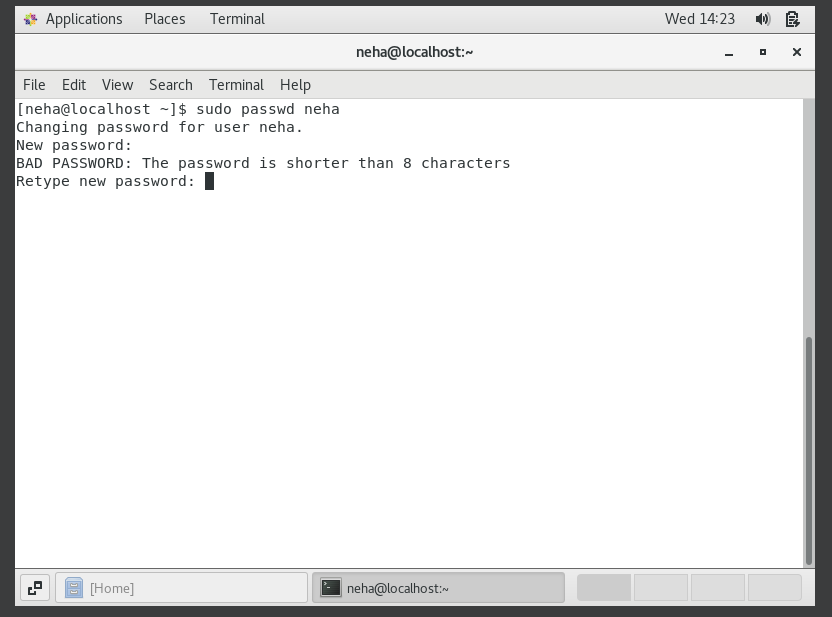 Applications Places Terminal Wed 14:23
neha@localhost:~
File Edit View Search Terminal Help
[neha@localhost ~]$ sudo passwd neha
Changing password for user neha.
New password:
BAD PASSWORD: The password is shorter than 8 characters
Retype new password:
[Home] neha@localhost:~